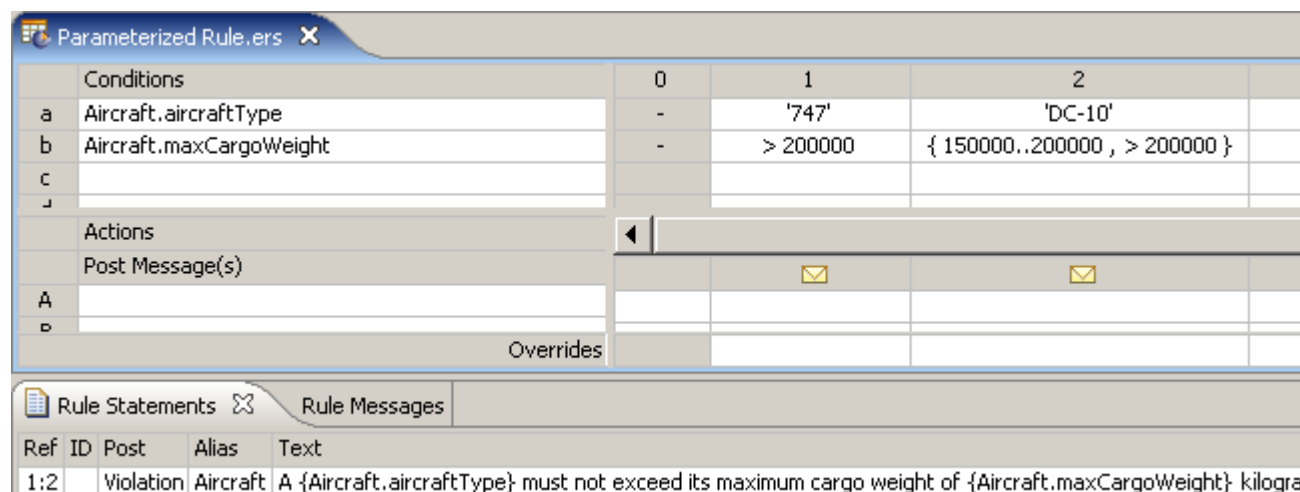 Parameterized Rule.ers
Conditions 0 1 2
a Aircraft.aircraftType - '747' 'DC-10'
b Aircraft.maxCargoWeight - > 200000 { 150000..200000 , > 200000 }
c
Actions
Post Message(s)
A
Overrides
Rule Statements Rule Messages
Ref ID Post Alias Text
1:2 Violation Aircraft A {Aircraft.aircraftType} must not exceed its maximum cargo weight of {Aircraft.maxCargoWeight} kilogra